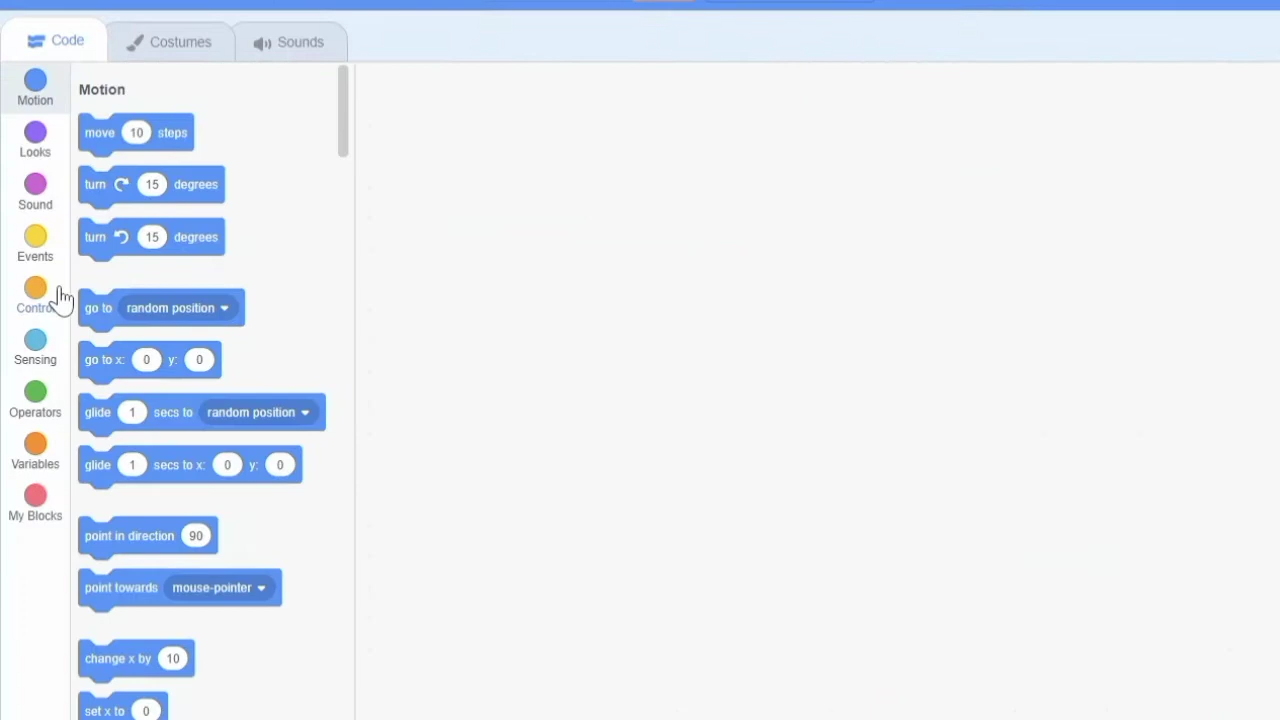 Code
Costumes
Sounds
Motion
Looks
Sound
Events
Control
Sensing
Operators
Variables
My Blocks
Motion
move 10 steps
turn 15 degrees
turn 15 degrees
go to random position
go to x: 0 y: 0
glide 1 secs to random position
glide 1 secs to x: 0 y: 0
point in direction 90
point towards mouse-pointer
change x by 10
set x to 0